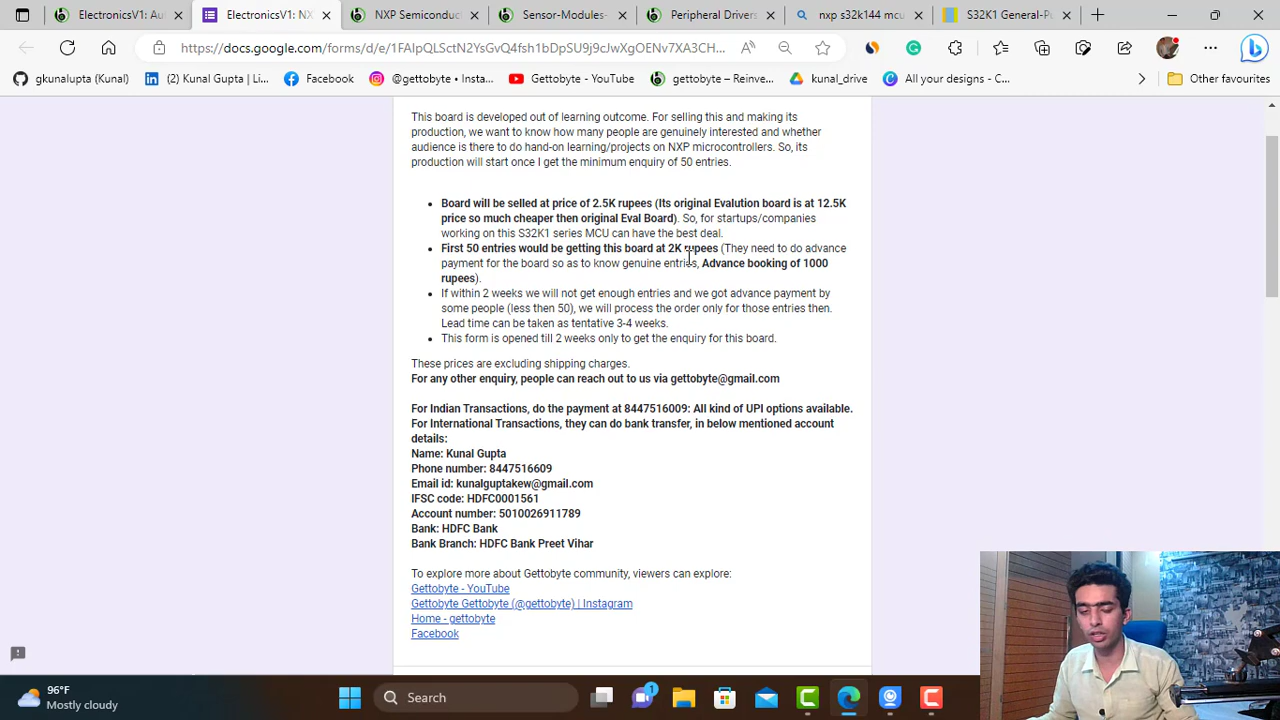 ElectronicsV1: Au
ElectronicsV1: NX
NXP Semiconduct
Sensor-Modules-
Peripheral Drivers
nxp s32k144 mcu
S32K1 General-Pu
https://docs.google.com/forms/d/e/1FAIpQLSctN2YsGvQ4fsh1bDpSU9j9cJwXgOENv7XA3CH...
gkunalupta (Kunal)
(2) Kunal Gupta | Li...
Facebook
@gettobyte • Insta...
Gettobyte - YouTube
gettobyte – Reinve...
kunal_drive
All your designs - C...
Other favourites
This board is developed out of learning outcome. For selling this and making its
production, we want to know how many people are genuinely interested and whether
audience is there to do hand-on learning/projects on NXP microcontrollers. So, its
production will start once I get the minimum enquiry of 50 entries.
• Board will be selled at price of 2.5K rupees (Its original Evalution board is at 12.5K
price so much cheaper then original Eval Board). So, for startups/companies
working on this S32K1 series MCU can have the best deal.
• First 50 entries would be getting this board at 2K rupees (They need to do advance
payment for the board so as to know genuine entries, Advance booking of 1000
rupees).
• If within 2 weeks we will not get enough entries and we got advance payment by
some people (less then 50), we will process the order only for those entries then.
Lead time can be taken as tentative 3-4 weeks.
• This form is opened till 2 weeks only to get the enquiry for this board.
These prices are excluding shipping charges.
For any other enquiry, people can reach out to us via gettobyte@gmail.com
For Indian Transactions, do the payment at 8447516009: All kind of UPI options available.
For International Transactions, they can do bank transfer, in below mentioned account
details:
Name: Kunal Gupta
Phone number: 8447516609
Email id: kunalguptakew@gmail.com
IFSC code: HDFC0001561
Account number: 5010026911789
Bank: HDFC Bank
Bank Branch: HDFC Bank Preet Vihar
To explore more about Gettobyte community, viewers can explore:
Gettobyte - YouTube
Gettobyte Gettobyte (@gettobyte) | Instagram
Home - gettobyte
Facebook
96°F
Mostly cloudy
Search
1